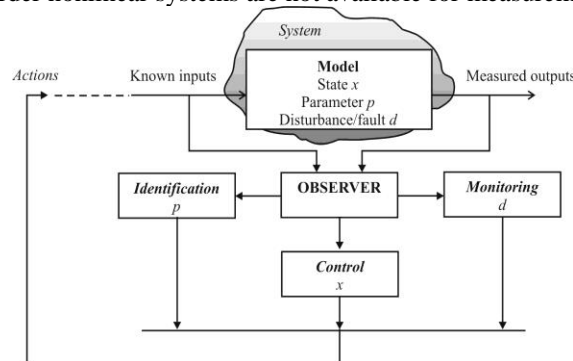 rder nonlinear systems are not available for measurem
System
Actions
Known inputs
Model
State x
Parameter p
Disturbance/fault d
Measured outputs
Identification
p
OBSERVER
Monitoring
d
Control
x